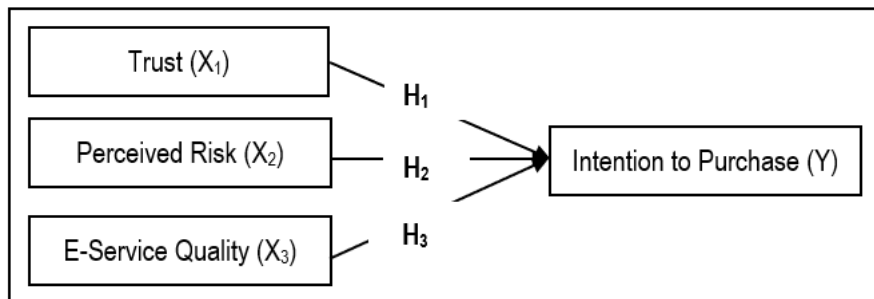 Trust (X₁)
H₁
Perceived Risk (X₂)
H₂
Intention to Purchase (Y)
E-Service Quality (X₃)
H₃